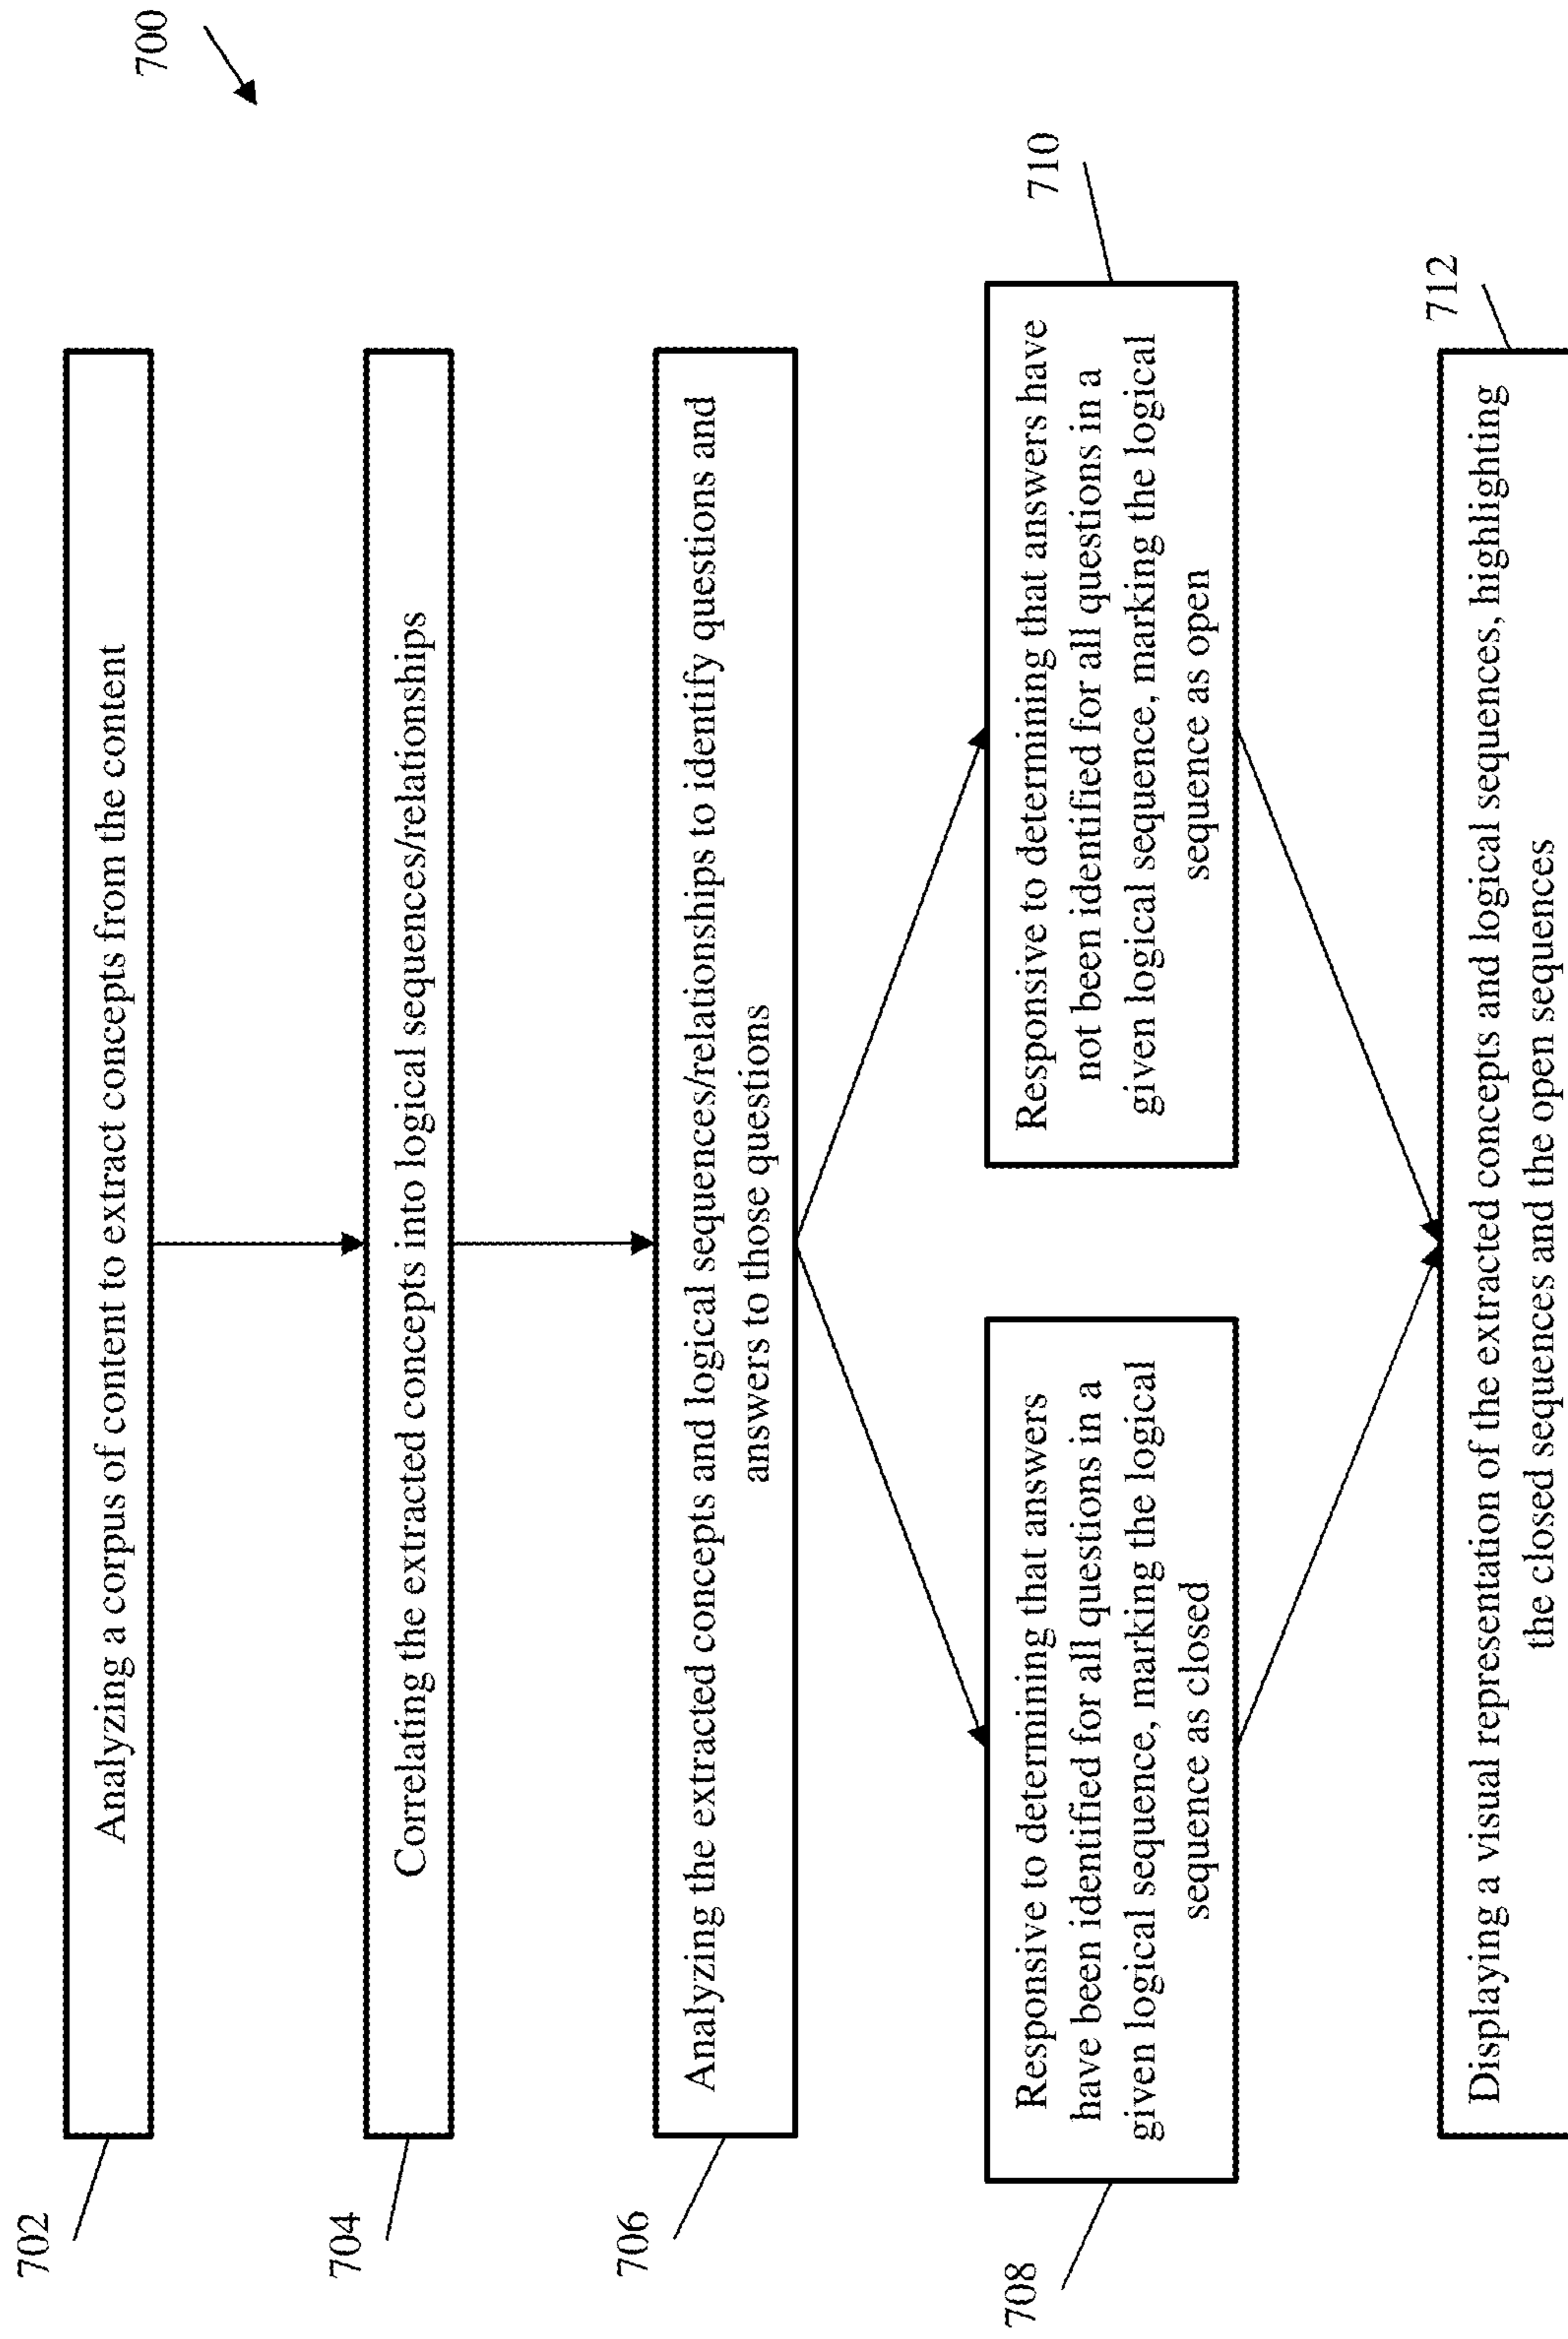 700
702
Analyzing a corpus of content to extract concepts from the content
704
Correlating the extracted concepts into logical sequences/relationships
706
Analyzing the extracted concepts and logical sequences/relationships to identify questions and
answers to those questions
708
Responsive to determining that answers
have been identified for all questions in a
given logical sequence, marking the logical
sequence as closed
710
Responsive to determining that answers have
not been identified for all questions in a
given logical sequence, marking the logical
sequence as open
712
Displaying a visual representation of the extracted concepts and logical sequences, highlighting
the closed sequences and the open sequences